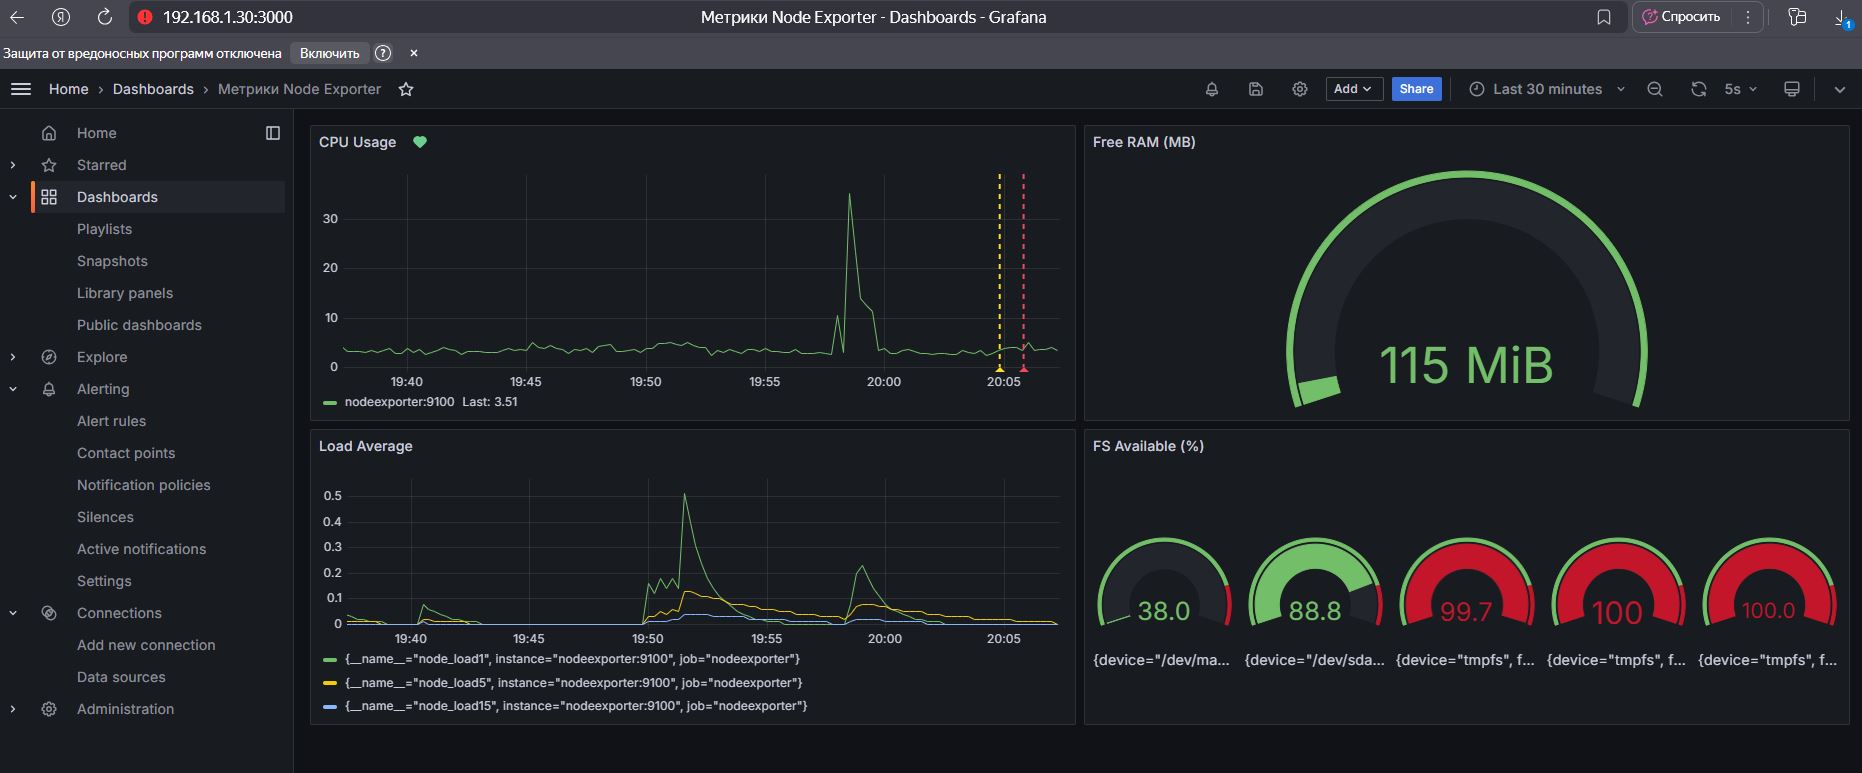 192.168.1.30:3000 Метрики Node Exporter - Dashboards - Grafana Спросить 1
Защита от вредоносных программ отключена Включить ? ×
Home › Dashboards › Метрики Node Exporter Add Share Last 30 minutes 5s
Home
Starred
Dashboards
Playlists
Snapshots
Library panels
Public dashboards
Explore
Alerting
Alert rules
Contact points
Notification policies
Silences
Active notifications
Settings
Connections
Add new connection
Data sources
Administration
CPU Usage
30
20
10
0
19:40 19:45 19:50 19:55 20:00 20:05
nodeexporter:9100 Last: 3.51
Free RAM (MB)
115 MiB
Load Average
0.5
0.4
0.3
0.2
0.1
0
19:40 19:45 19:50 19:55 20:00 20:05
{__name__="node_load1", instance="nodeexporter:9100", job="nodeexporter"}
{__name__="node_load5", instance="nodeexporter:9100", job="nodeexporter"}
{__name__="node_load15", instance="nodeexporter:9100", job="nodeexporter"}
FS Available (%)
38.0 88.8 99.7 100 100.0
{device="/dev/ma... {device="/dev/sda... {device="tmpfs", f... {device="tmpfs", f... {device="tmpfs", f...